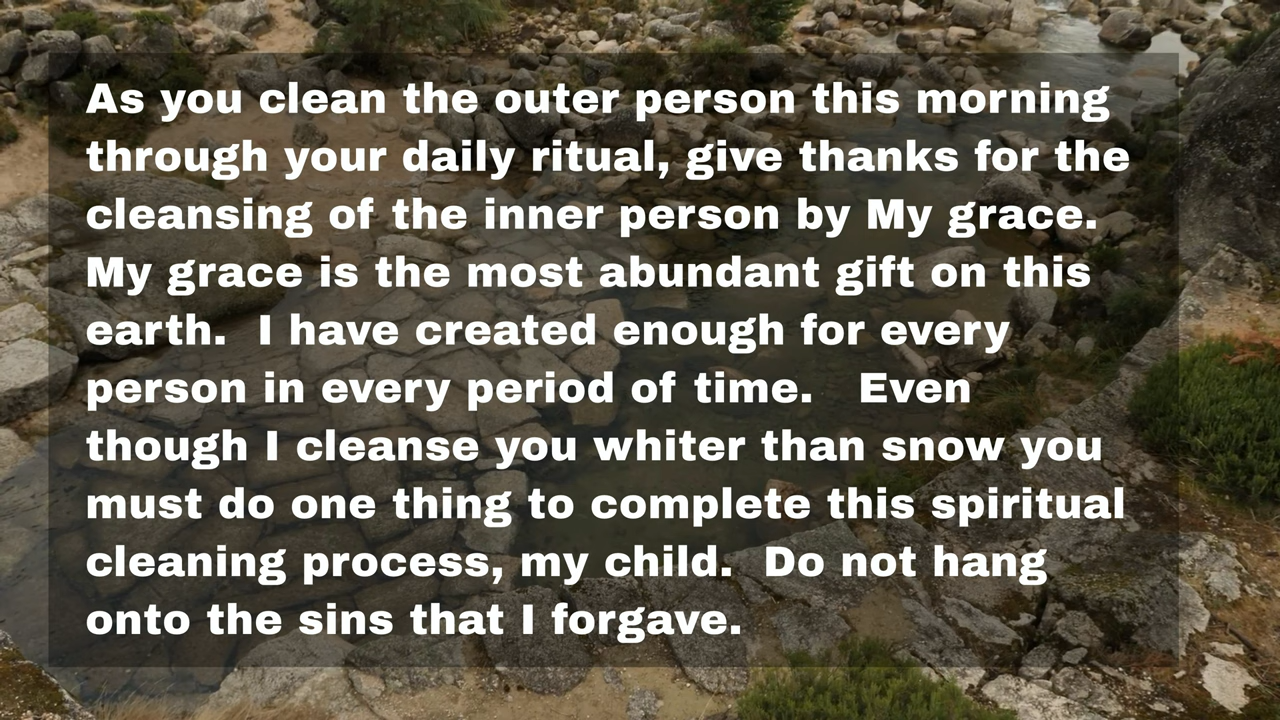 As you clean the outer person this morning
through your daily ritual, give thanks for the
cleansing of the inner person by My grace.
My grace is the most abundant gift on this
earth.  I have created enough for every
person in every period of time.   Even
though I cleanse you whiter than snow you
must do one thing to complete this spiritual
cleaning process, my child.  Do not hang
onto the sins that I forgave.